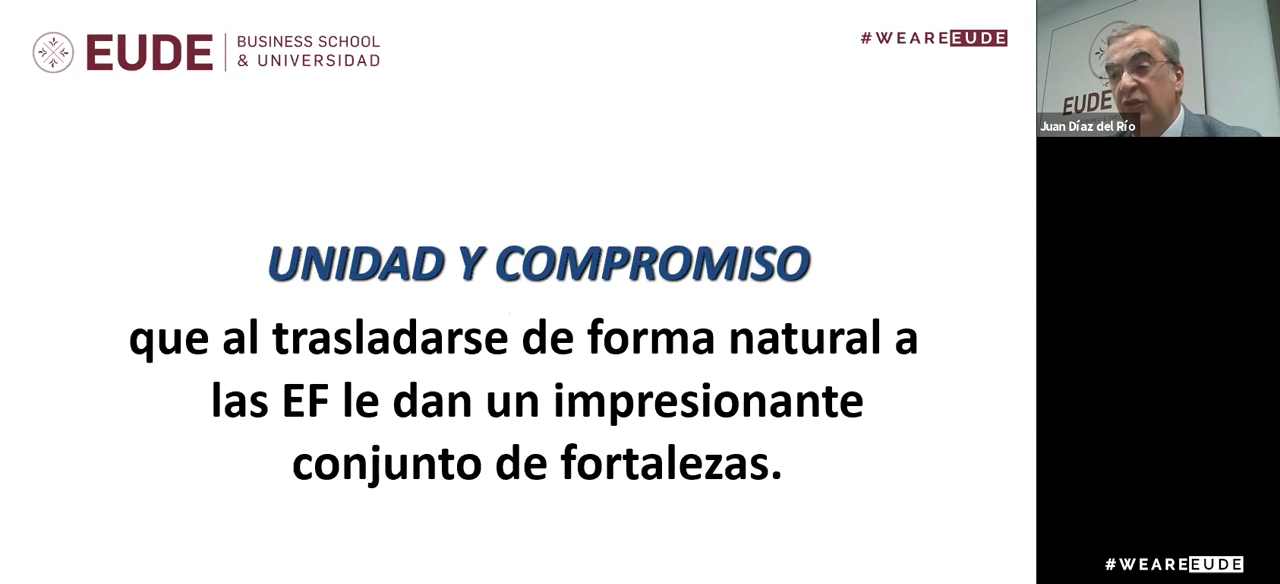 EUDE
BUSINESS SCHOOL
& UNIVERSIDAD
#WEAREEUDE
EUDE
Juan Díaz del Río
UNIDAD Y COMPROMISO
que al trasladarse de forma natural a
las EF le dan un impresionante
conjunto de fortalezas.
#WEAREEUDE